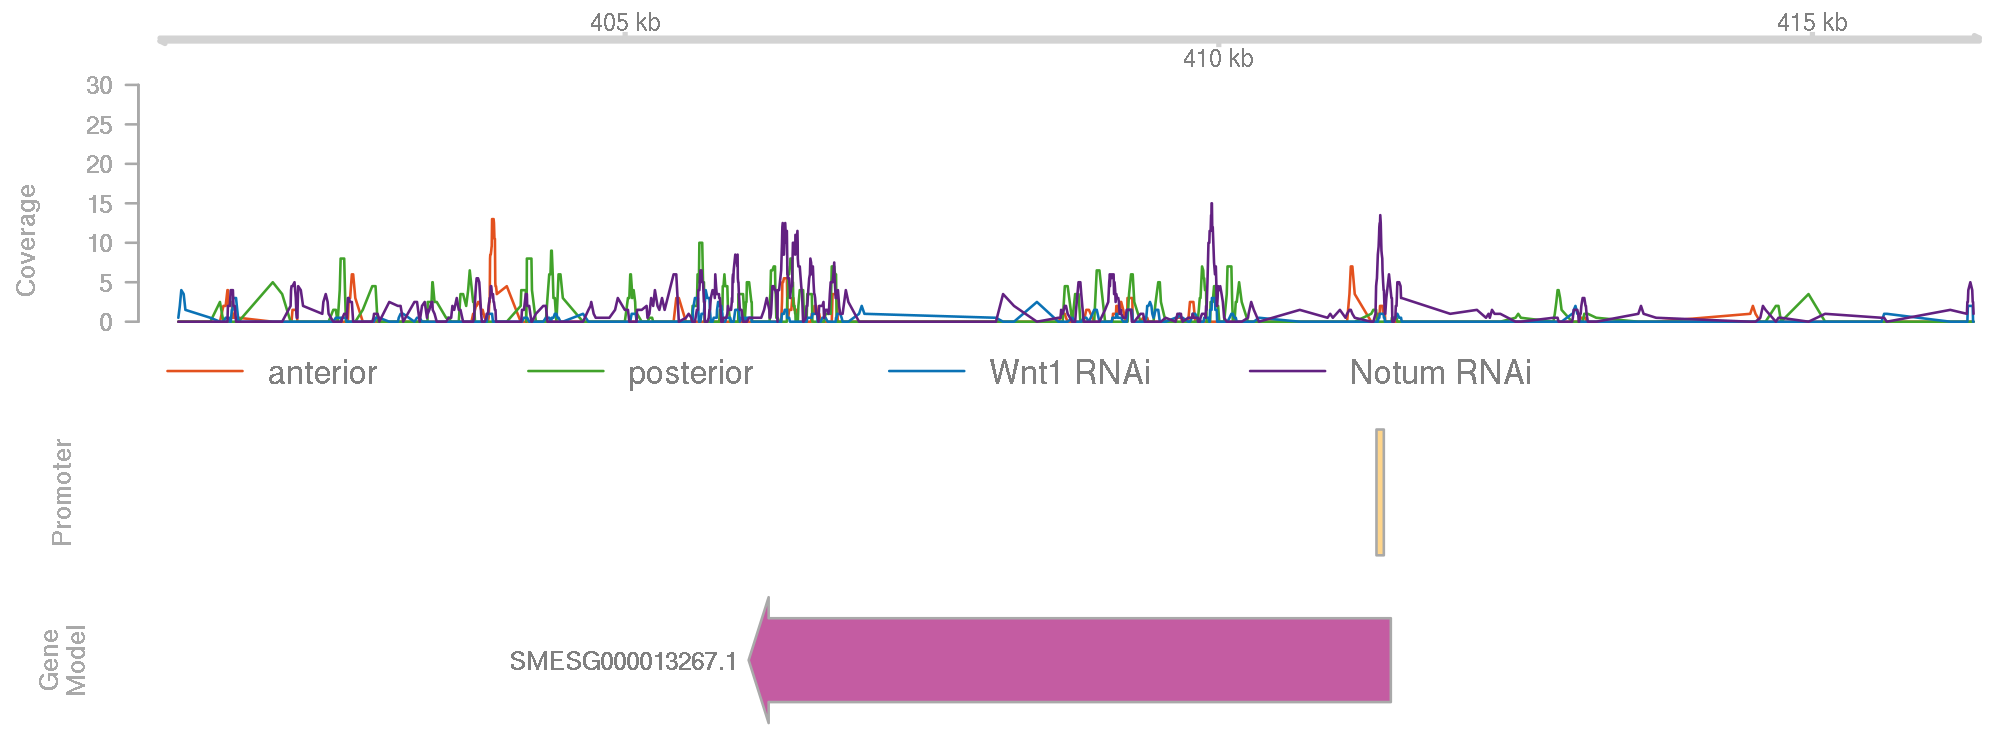 405 kb
415 kb
410 kb
30
25
20
15
10
5
0
Coverage
anterior
posterior
Wnt1 RNAi
Notum RNAi
Promoter
Gene
Model
SMESG000013267.1